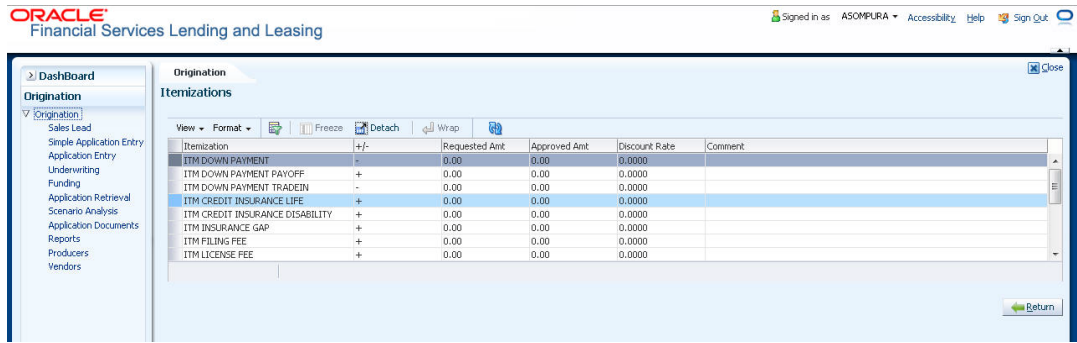 ORACLE
Financial Services Lending and Leasing
Signed in as ASOMPURA Accessibility Help Sign Out
DashBoard
Origination
Origination
Sales Lead
Simple Application Entry
Application Entry
Underwriting
Funding
Application Retrieval
Scenario Analysis
Application Documents
Reports
Producers
Vendors
Origination
Close
Itemizations
View Format Freeze Detach Wrap
Itemization +/- Requested Amt Approved Amt Discount Rate Comment
ITM DOWN PAYMENT - 0.00 0.00 0.0000
ITM DOWN PAYMENT PAYOFF + 0.00 0.00 0.0000
ITM DOWN PAYMENT TRADEIN - 0.00 0.00 0.0000
ITM CREDIT INSURANCE LIFE + 0.00 0.00 0.0000
ITM CREDIT INSURANCE DISABILITY + 0.00 0.00 0.0000
ITM INSURANCE GAP + 0.00 0.00 0.0000
ITM FILING FEE + 0.00 0.00 0.0000
ITM LICENSE FEE + 0.00 0.00 0.0000
Return